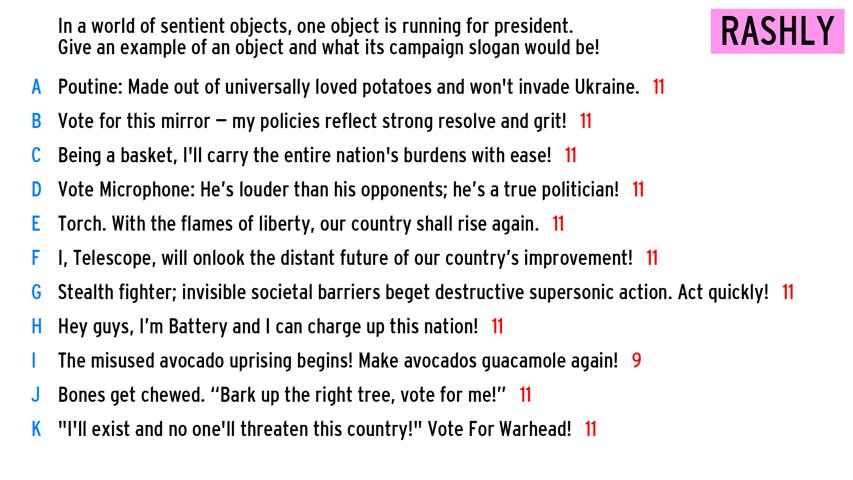 In a world of sentient objects, one object is running for president.
Give an example of an object and what its campaign slogan would be!
RASHLY
A Poutine: Made out of universally loved potatoes and won't invade Ukraine. 11
B Vote for this mirror – my policies reflect strong resolve and grit! 11
C Being a basket, I'll carry the entire nation's burdens with ease! 11
D Vote Microphone: He’s louder than his opponents; he’s a true politician! 11
E Torch. With the flames of liberty, our country shall rise again. 11
F I, Telescope, will onlook the distant future of our country’s improvement! 11
G Stealth fighter; invisible societal barriers beget destructive supersonic action. Act quickly! 11
H Hey guys, I’m Battery and I can charge up this nation! 11
I The misused avocado uprising begins! Make avocados guacamole again! 9
J Bones get chewed. “Bark up the right tree, vote for me!” 11
K "I'll exist and no one'll threaten this country!" Vote For Warhead! 11